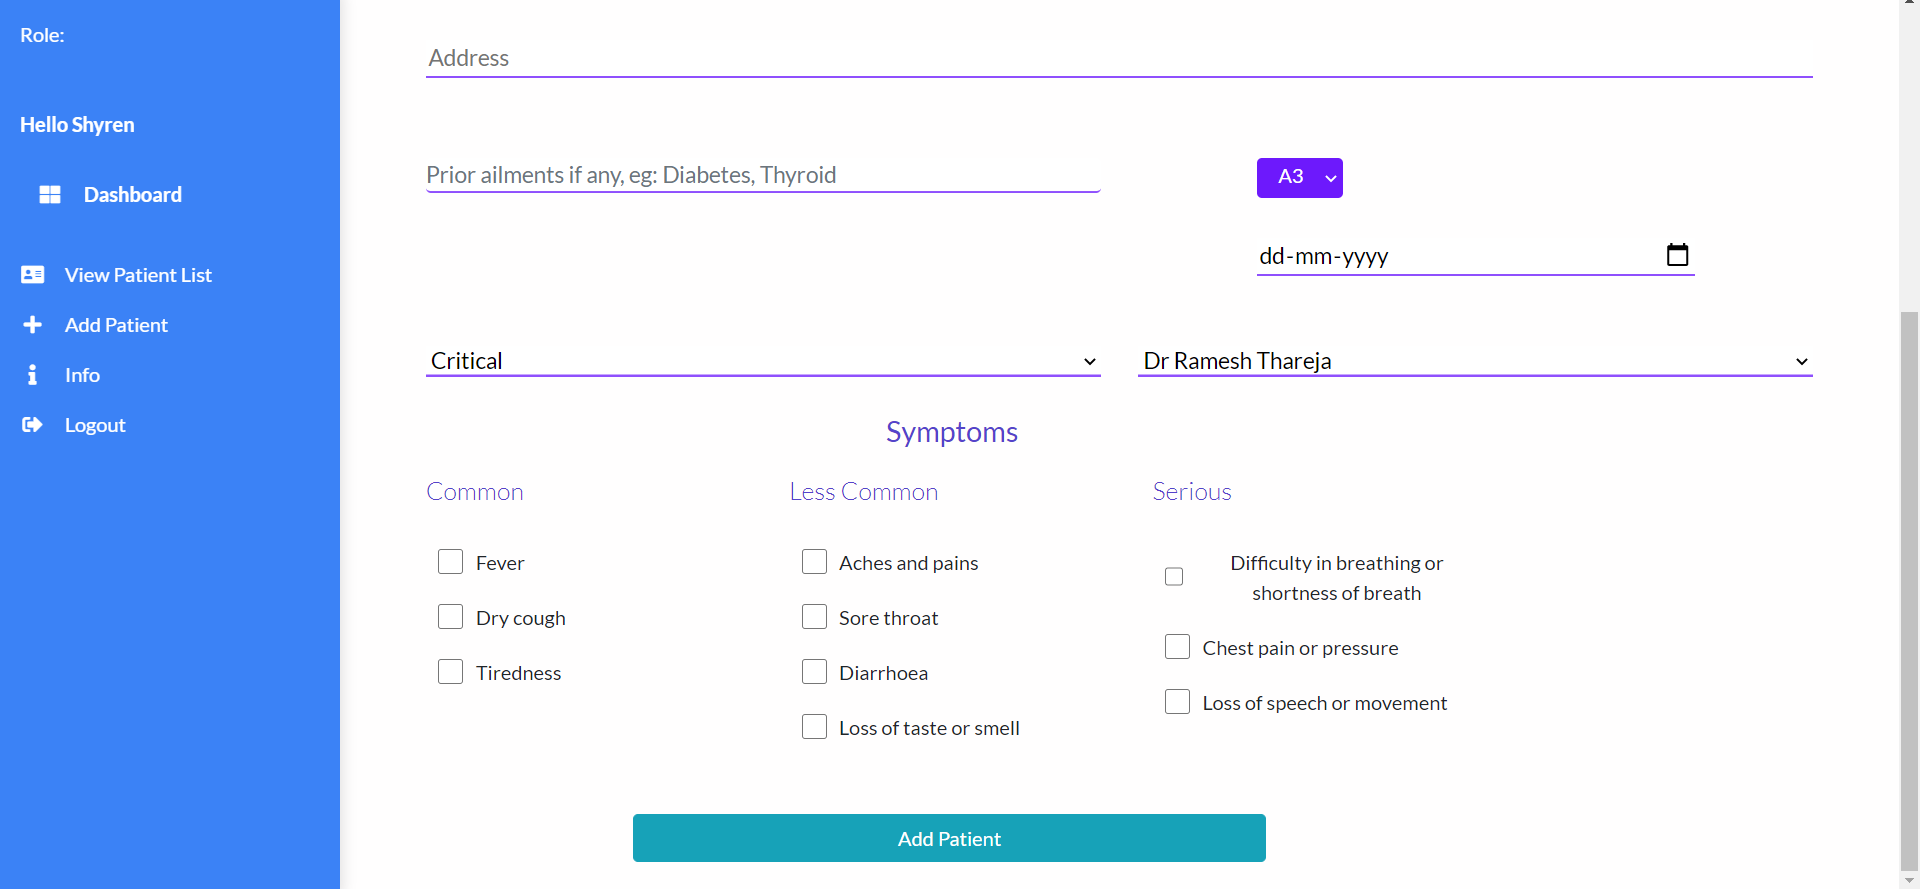 Role:
Hello Shyren
Dashboard
View Patient List
Add Patient
Info
Logout
Address
Prior ailments if any, eg: Diabetes, Thyroid
A3
dd-mm-yyyy
Critical
Dr Ramesh Thareja
Symptoms
Common
Fever
Dry cough
Tiredness
Less Common
Aches and pains
Sore throat
Diarrhoea
Loss of taste or smell
Serious
Difficulty in breathing or
shortness of breath
Chest pain or pressure
Loss of speech or movement
Add Patient